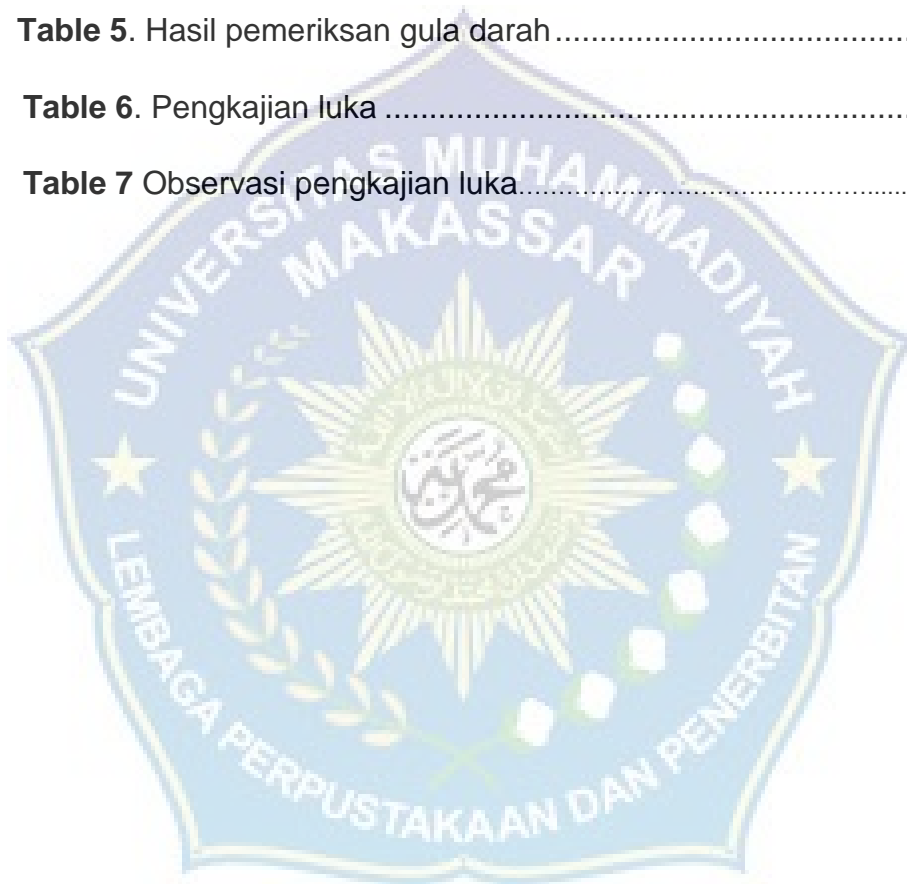 Table 5. Hasil pemeriksan gula darah.......................................
Table 6. Pengkajian luka ...........................................................
Table 7 Observasi pengkajian luka............................................
UNIVERSITAS MUHAMMADIYAH
MAKASSAR
LEMBAGA PERPUSTAKAAN DAN PENERBITAN